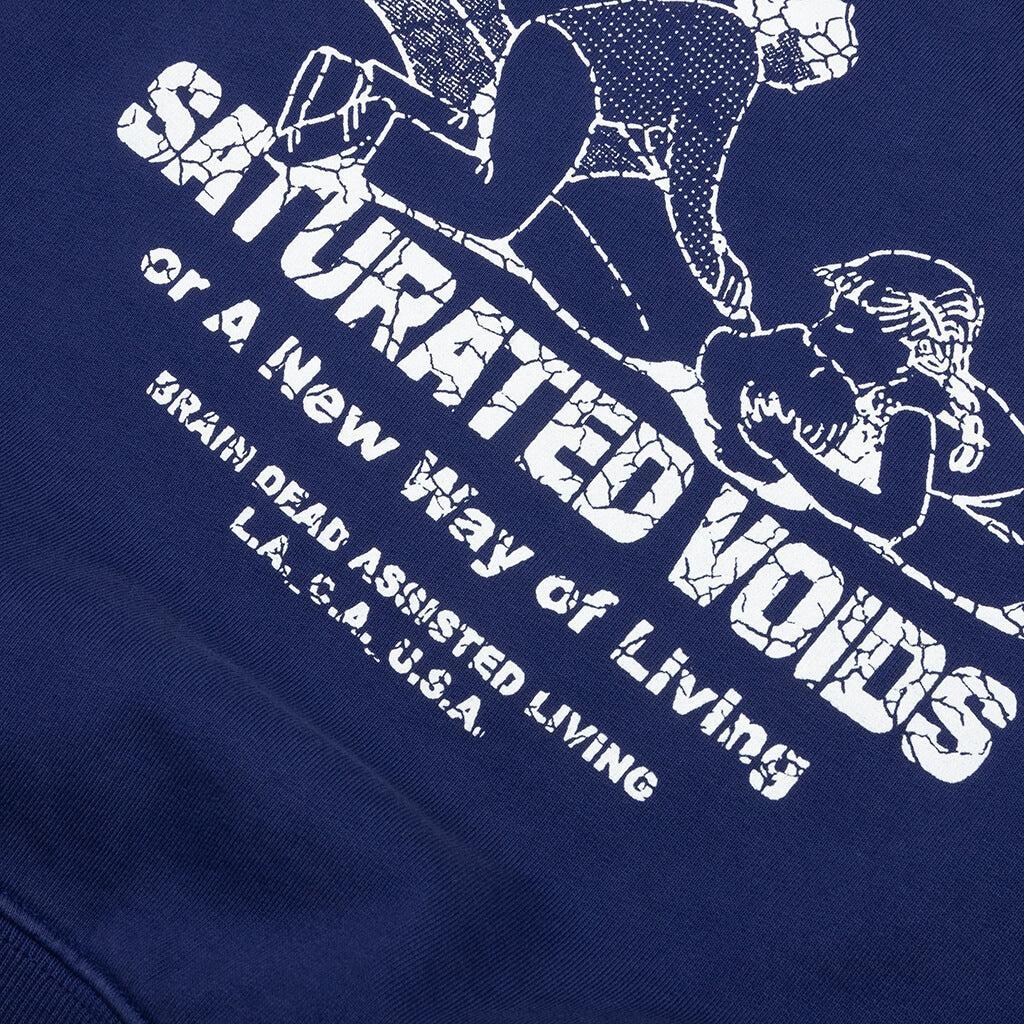 SATURATED VOIDS
or A New Way of Living
BRAIN DEAD ASSISTED LIVING
L.A., C.A., U.S.A.